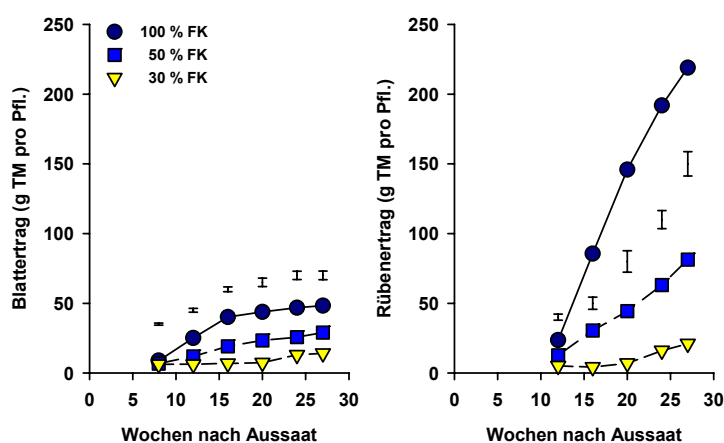 250
200
150
100
50
0
Blattertrag (g TM pro Pfl.)
100 % FK
50 % FK
30 % FK
0 5 10 15 20 25 30
Wochen nach Aussaat
250
200
150
100
50
0
Rübenertrag (g TM pro Pfl.)
0 5 10 15 20 25 30
Wochen nach Aussaat